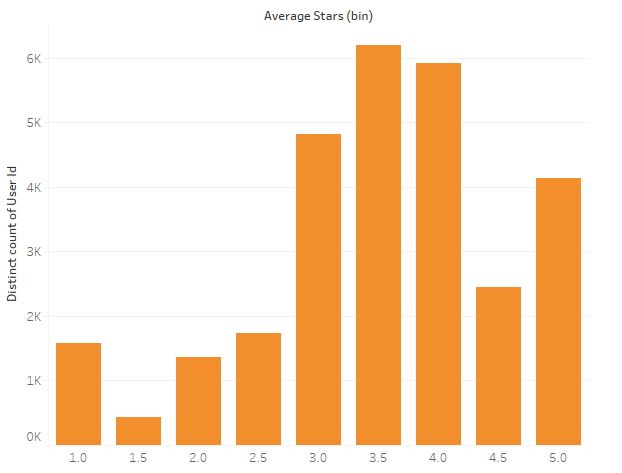 Average Stars (bin)
Distinct count of User Id
6K
5K
4K
3K
2K
1K
0K
1.0 1.5 2.0 2.5 3.0 3.5 4.0 4.5 5.0